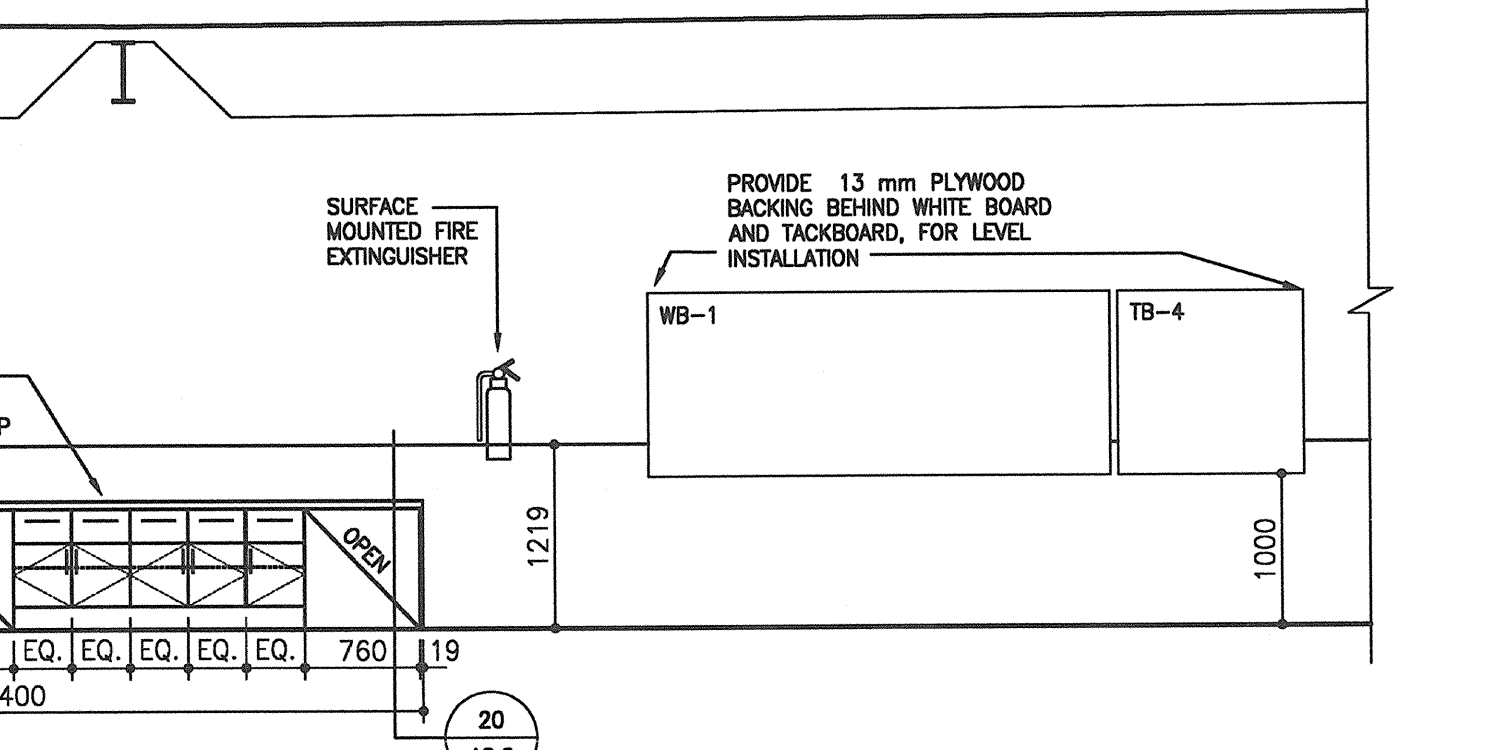 PROVIDE 13 mm PLYWOOD
BACKING BEHIND WHITE BOARD
AND TACKBOARD, FOR LEVEL
INSTALLATION
SURFACE
MOUNTED FIRE
EXTINGUISHER
WB-1
TB-4
P
1219
1000
OPEN
EQ. EQ. EQ. EQ. EQ. 760 19
400
20